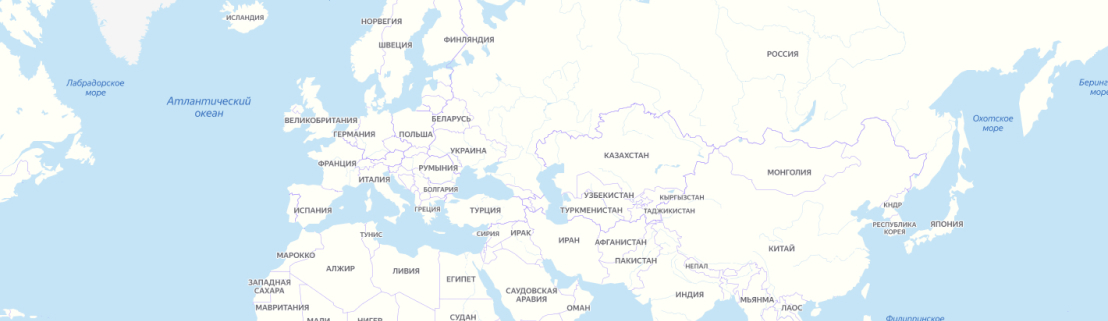 ИСЛАНДИЯ
НОРВЕГИЯ
ШВЕЦИЯ
ФИНЛЯНДИЯ
РОССИЯ
Лабрадорское
море
Атлантический
океан
Беринг
мор
Охотское
море
ВЕЛИКОБРИТАНИЯ
ГЕРМАНИЯ
ПОЛЬША
БЕЛАРУСЬ
УКРАИНА
ФРАНЦИЯ
РУМЫНИЯ
ИТАЛИЯ
БОЛГАРИЯ
КАЗАХСТАН
МОНГОЛИЯ
ИСПАНИЯ
ГРЕЦИЯ
ТУРЦИЯ
УЗБЕКИСТАН
КЫРГЫЗСТАН
ТУРКМЕНИСТАН
ТАДЖИКИСТАН
КНДР
РЕСПУБЛИКА
КОРЕЯ
ЯПОНИЯ
ТУНИС
СИРИЯ
ИРАК
ИРАН
АФГАНИСТАН
КИТАЙ
МАРОККО
АЛЖИР
ЛИВИЯ
ЕГИПЕТ
ПАКИСТАН
НЕПАЛ
ЗАПАДНАЯ
САХАРА
САУДОВСКАЯ
АРАВИЯ
ИНДИЯ
МЬЯНМА
ЛАОС
МАВРИТАНИЯ
ОМАН
МАЛИ
НИГЕР
СУДАН
Филиппинское